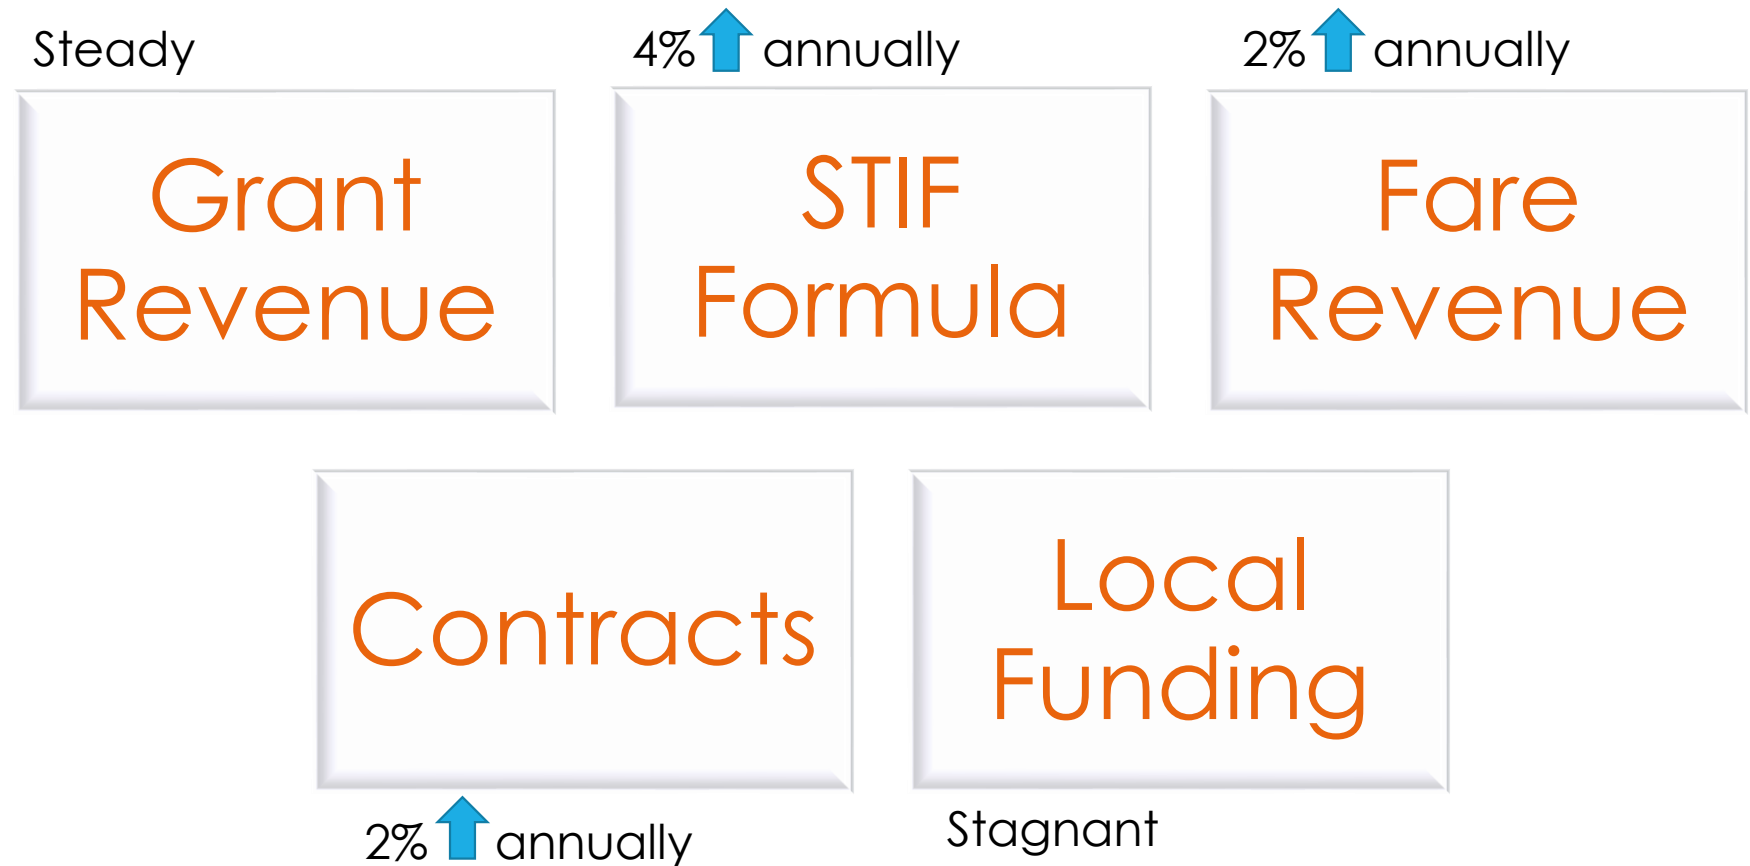 Steady
4% annually
2% annually
Grant
Revenue
STIF
Formula
Fare
Revenue
Contracts
Local
Funding
2% annually
Stagnant